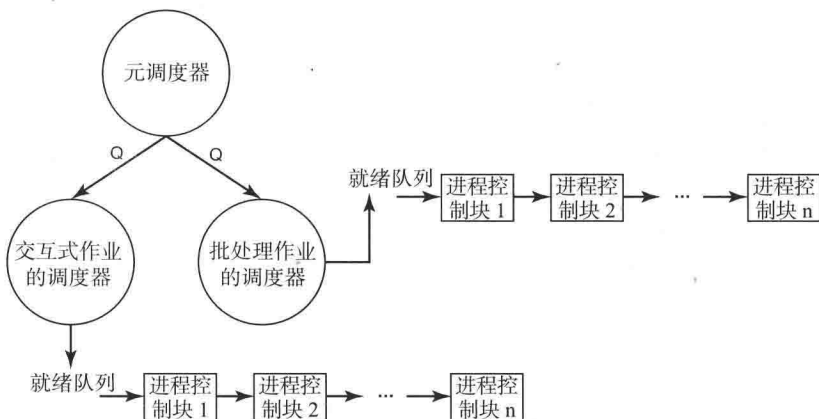 元调度器
Q
Q
就绪队列
进程控
制块 1
进程控
制块 2
...
进程控
制块 n
交互式作业
的调度器
批处理作业
的调度器
就绪队列
进程控
制块 1
进程控
制块 2
...
进程控
制块 n